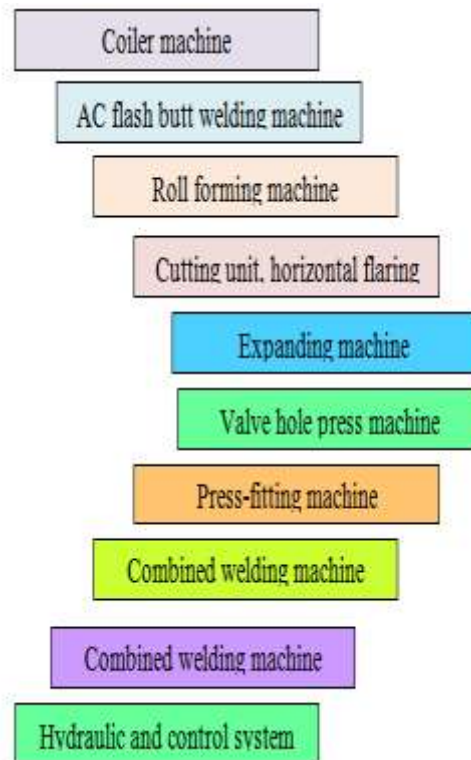 Coiler machine
AC flash butt welding machine
Roll forming machine
Cutting unit, horizontal flaring
Expanding machine
Valve hole press machine
Press-fitting machine
Combined welding machine
Combined welding machine
Hydraulic and control system